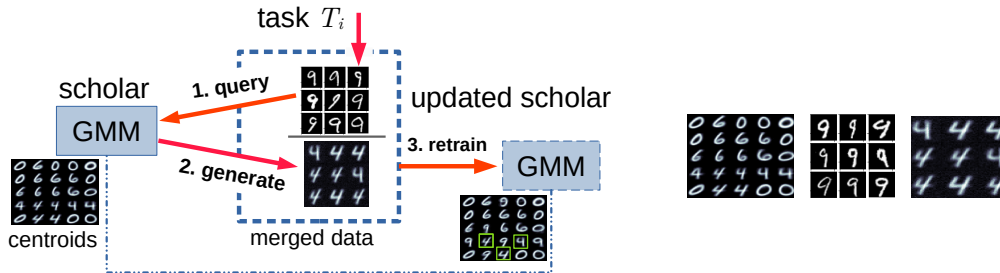 task T_i
1. query
scholar
updated scholar
GMM
2. generate
3. retrain
GMM
centroids
merged data